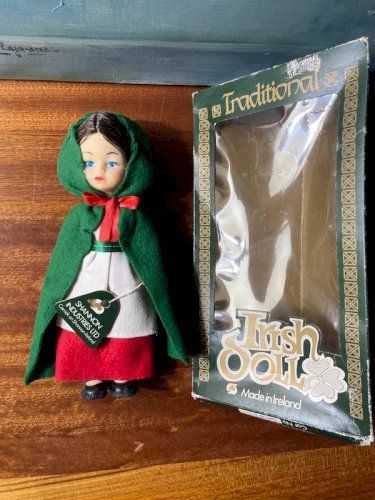 Traditional
Irish
Doll
Made in Ireland
SHANNON
INDUSTRIES LTD